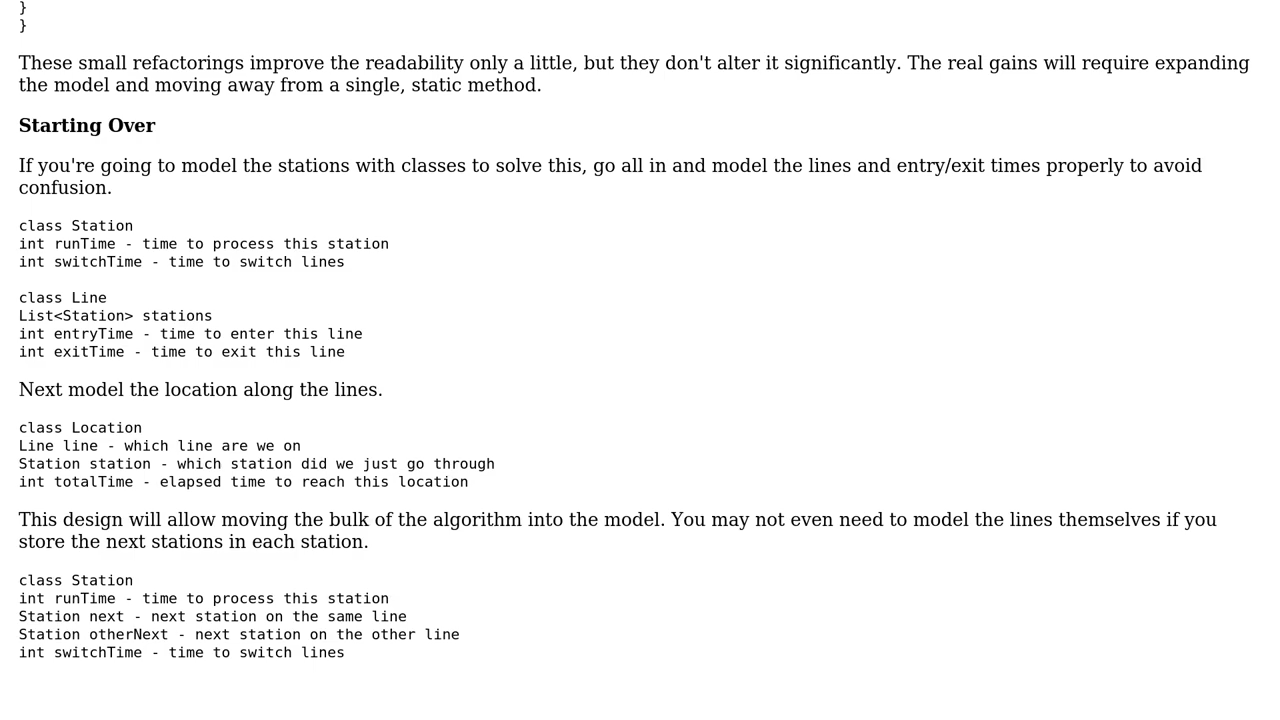 }
}
These small refactorings improve the readability only a little, but they don't alter it significantly. The real gains will require expanding
the model and moving away from a single, static method.
Starting Over
If you're going to model the stations with classes to solve this, go all in and model the lines and entry/exit times properly to avoid
confusion.
class Station
int runTime - time to process this station
int switchTime - time to switch lines
class Line
List<Station> stations
int entryTime - time to enter this line
int exitTime - time to exit this line
Next model the location along the lines.
class Location
Line line - which line are we on
Station station - which station did we just go through
int totalTime - elapsed time to reach this location
This design will allow moving the bulk of the algorithm into the model. You may not even need to model the lines themselves if you
store the next stations in each station.
class Station
int runTime - time to process this station
Station next - next station on the same line
Station otherNext - next station on the other line
int switchTime - time to switch lines